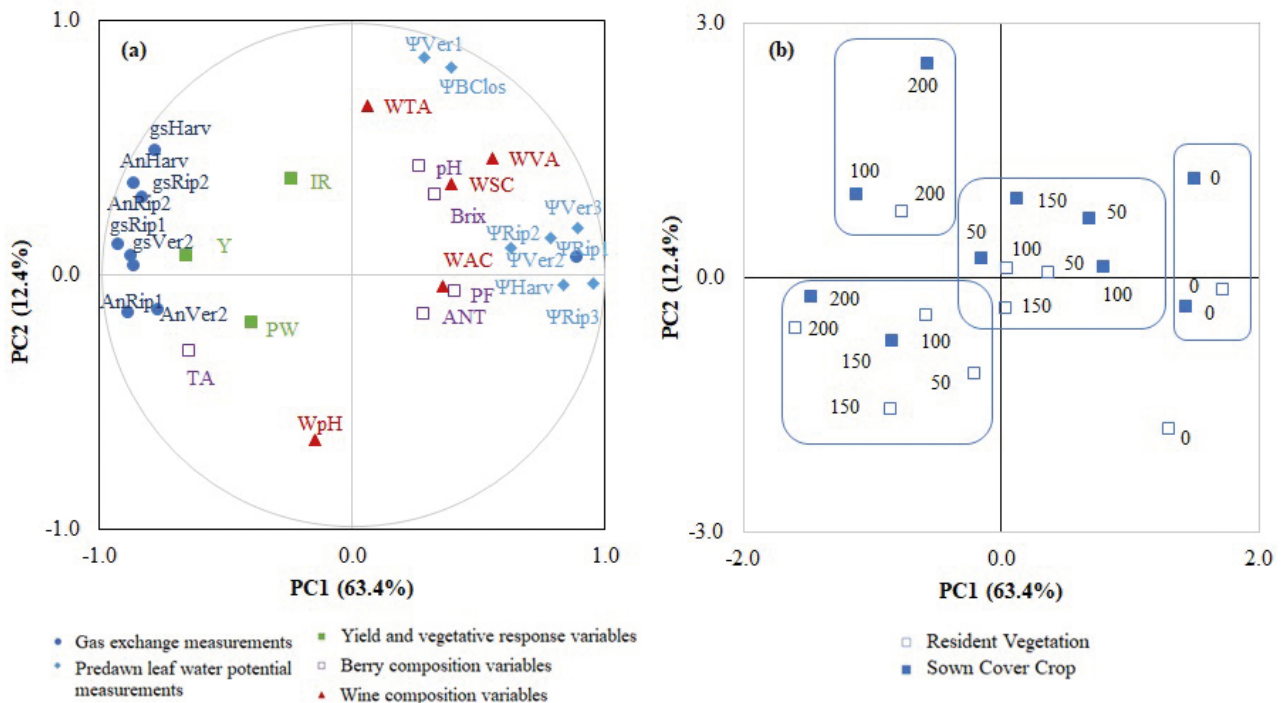 1.0
(a)
ΨVer1
ΨBClos
WTA
gsHarv
AnHarv
gsRip2
AnRip2
gsRip1
gsVer2
IR
pH
WVA
WSC
Brix
ΨVer3
ΨRip2
ΨRip1
Y
WAC
ΨVer2
0.0
PF
ΨHarv
AnRip1
AnVer2
PW
ANT
ΨRip3
TA
WpH
-1.0
-1.0
0.0
1.0
PC1 (63.4%)
PC2 (12.4%)
Gas exchange measurements
Predawn leaf water potential
measurements
Yield and vegetative response variables
Berry composition variables
Wine composition variables
3.0
(b)
200
100
200
0
150
50
50
100
50
100
0.0
0
200
150
0
200
100
150
50
150
0
-3.0
-2.0
0.0
2.0
PC1 (63.4%)
PC2 (12.4%)
Resident Vegetation
Sown Cover Crop